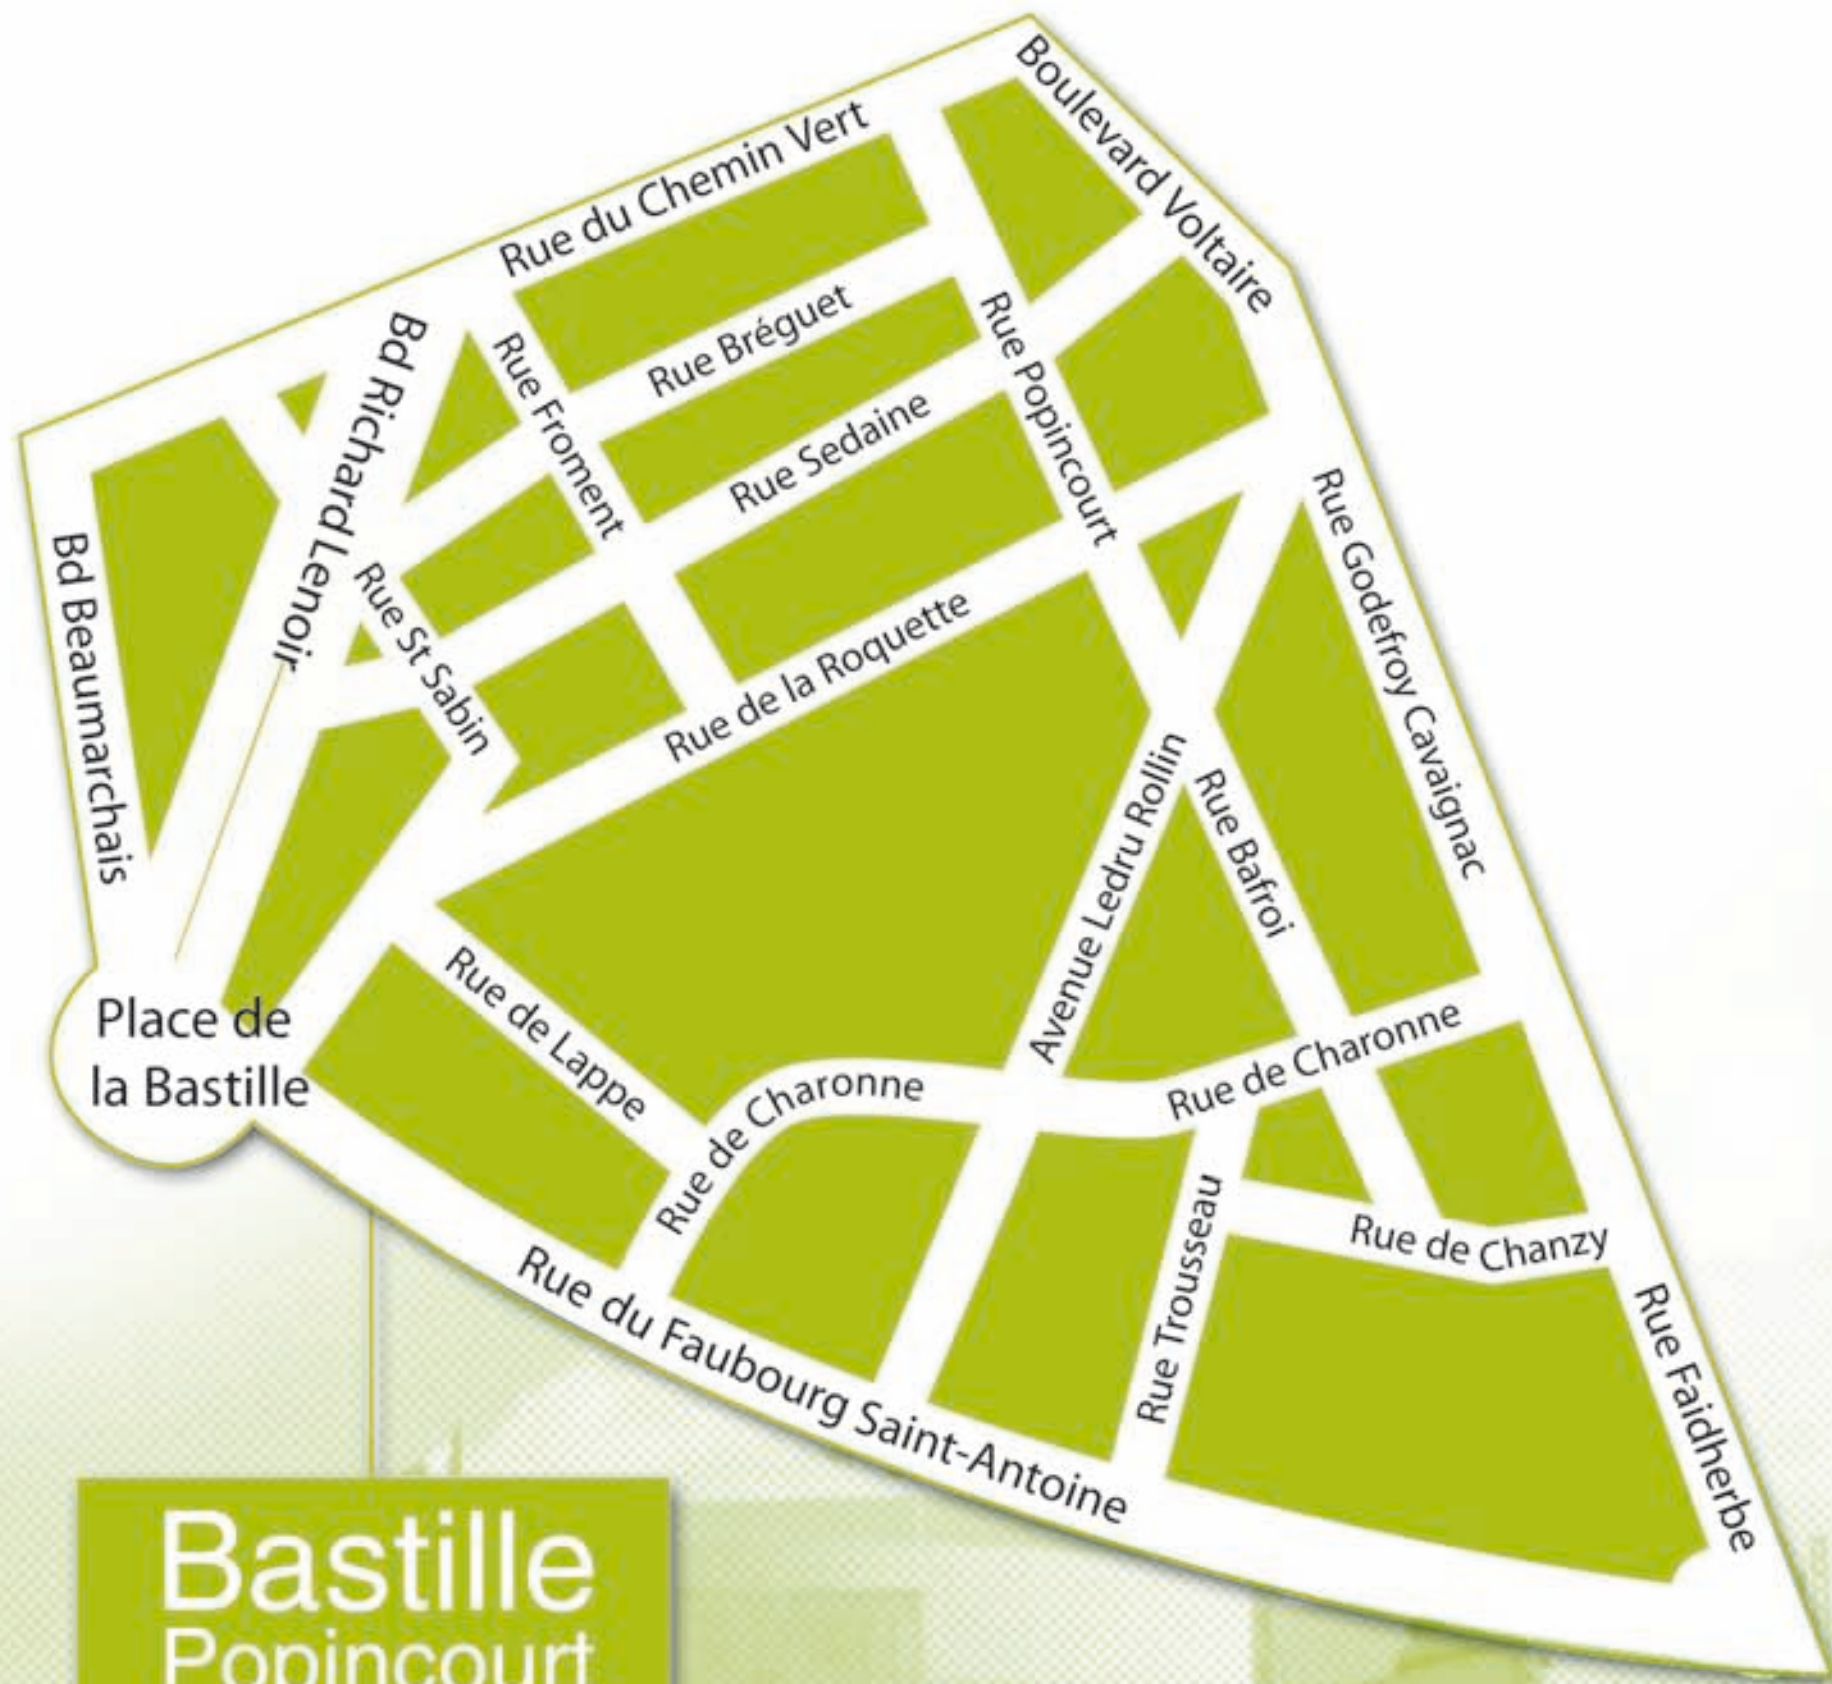 Boulevard Voltaire
Rue du Chemin Vert
Rue Bréguet
Rue Popincourt
Bd Richard Lenoir
Rue Froment
Rue Sedaine
Rue Godefroy Cavaignac
Bd Beaumarchais
Rue St Sabin
Rue de la Roquette
Avenue Ledru Rollin
Rue Bafroi
Rue de Lappe
Place de
la Bastille
Rue de Charonne
Rue de Charonne
Rue Trousseau
Rue de Chanzy
Rue du Faubourg Saint-Antoine
Rue Faidherbe
Bastille
Popincourt